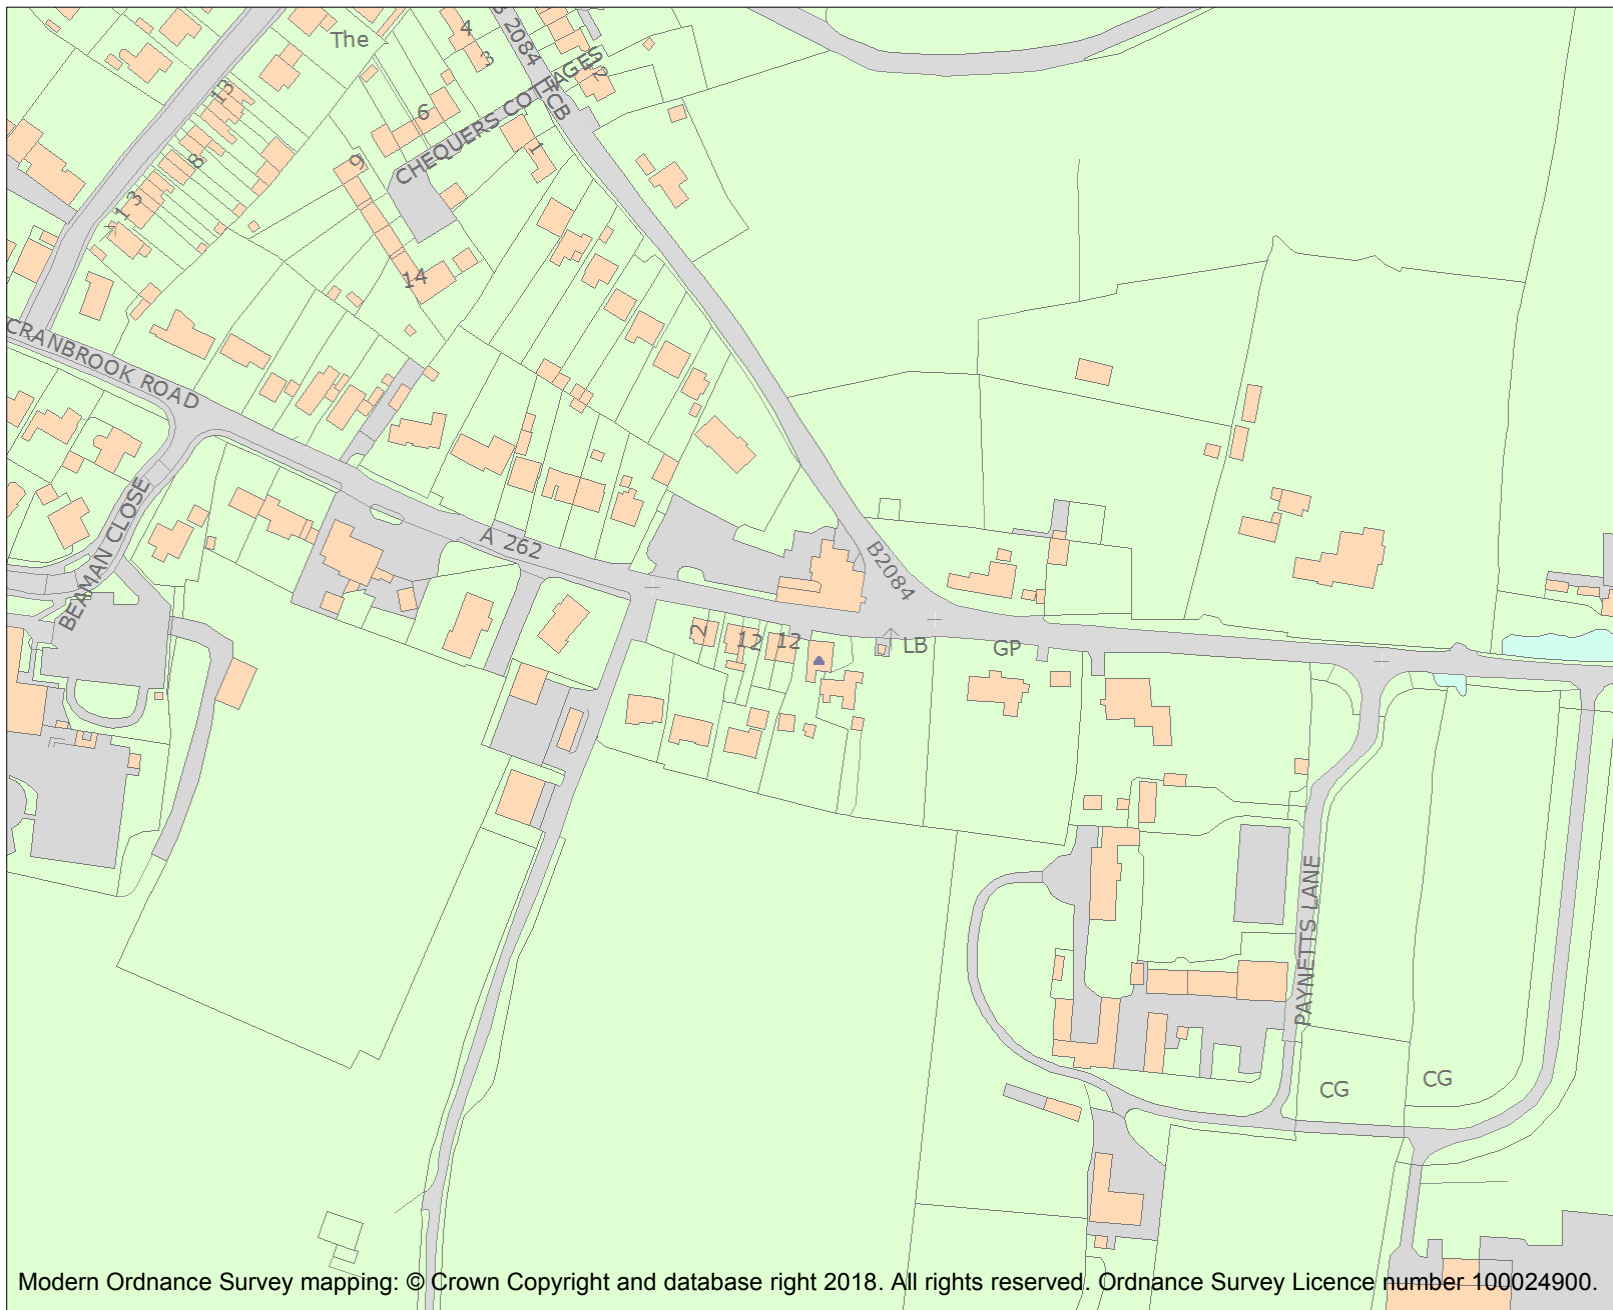 The
4
3
B 2084
2
TCB
CHEQUERS COTTAGES
6
1
9
14
13
8
3
1
CRANBROOK ROAD
BEAMAN CLOSE
A 262
B2084
2
12
12
LB
GP
PAYNETTS LANE
CG
CG
Modern Ordnance Survey mapping: © Crown Copyright and database right 2018. All rights reserved. Ordnance Survey Licence number 100024900.